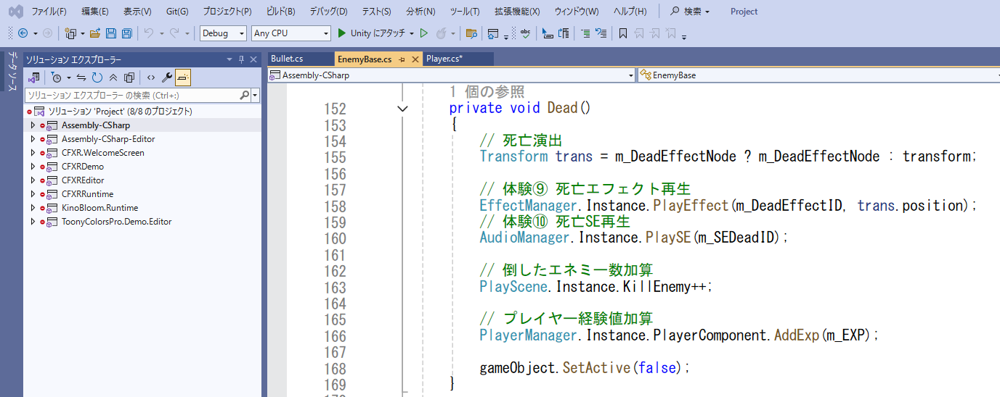 ファイル(F) 編集(E) 表示(V) Git(G) プロジェクト(P) ビルド(B) デバッグ(D) テスト(S) 分析(N) ツール(T) 拡張機能(X) ウィンドウ(W) ヘルプ(H) 検索 Project
Debug Any CPU Unity にアタッチ abc
データ ソース
ソリューション エクスプローラー
ソリューション エクスプローラー の検索 (Ctrl+:)
ソリューション 'Project' (8/8 のプロジェクト)
Assembly-CSharp
Assembly-CSharp-Editor
CFXR.WelcomeScreen
CFXRDemo
CFXREditor
CFXRRuntime
KinoBloom.Runtime
ToonyColorsPro.Demo.Editor
Bullet.cs EnemyBase.cs Player.cs*
Assembly-CSharp EnemyBase
1 個の参照
152 private void Dead()
153 {
154 // 死亡演出
155 Transform trans = m_DeadEffectNode ? m_DeadEffectNode : transform;
156
157 // 体験⑨ 死亡エフェクト再生
158 EffectManager.Instance.PlayEffect(m_DeadEffectID, trans.position);
159 // 体験⑩ 死亡SE再生
160 AudioManager.Instance.PlaySE(m_SEDeadID);
161
162 // 倒したエネミー数加算
163 PlayScene.Instance.KillEnemy++;
164
165 // プレイヤー経験値加算
166 PlayerManager.Instance.PlayerComponent.AddExp(m_EXP);
167
168 gameObject.SetActive(false);
169 }